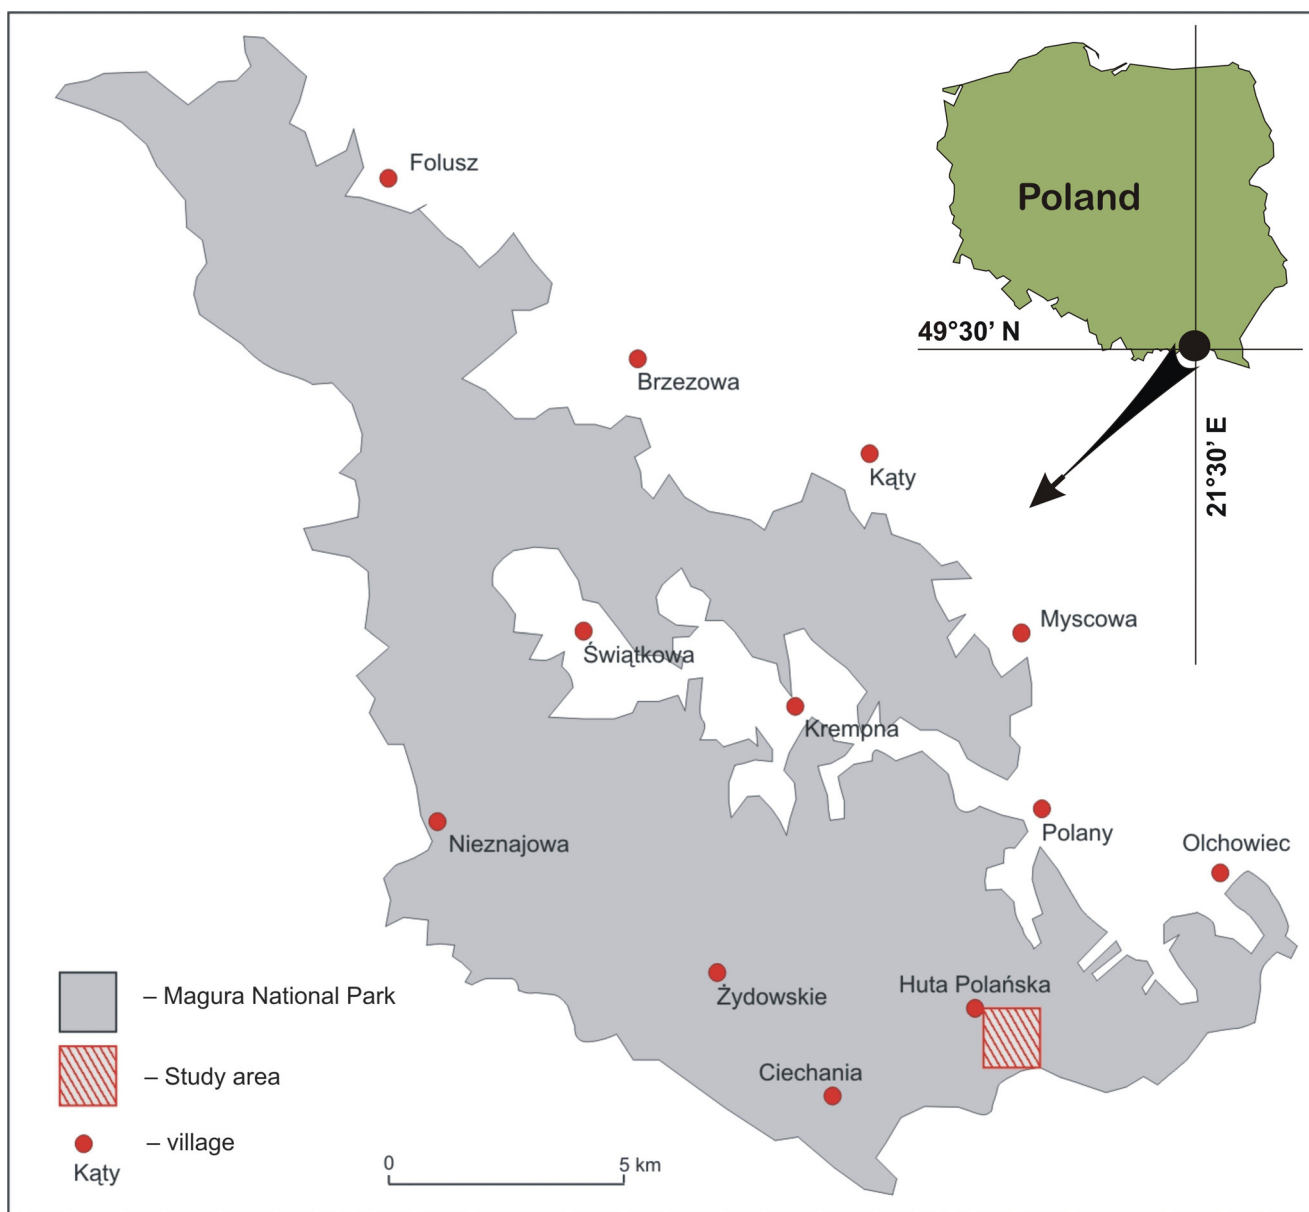 Folusz
Poland
49°30’ N
Brzezowa
21°30’ E
Kąty
Myscowa
Świątkowa
Krempna
Polany
Nieznajowa
Olchowiec
Huta Polańska
Żydowskie
– Magura National Park
Ciechania
– Study area
– village
Kąty
0 5 km